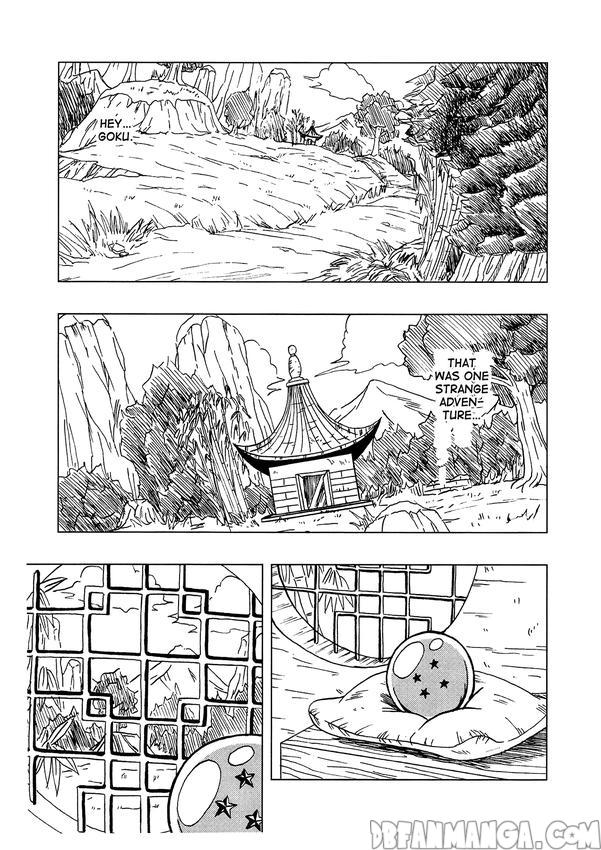 HEY...
GOKU.
THAT
WAS ONE
STRANGE
ADVEN-
TURE...
DBFANMANGA.COM